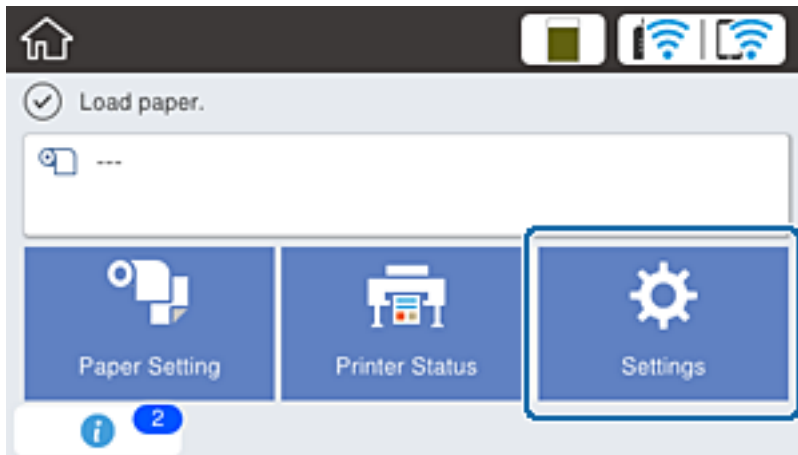 Load paper.
---
Paper Setting
Printer Status
Settings
i
2